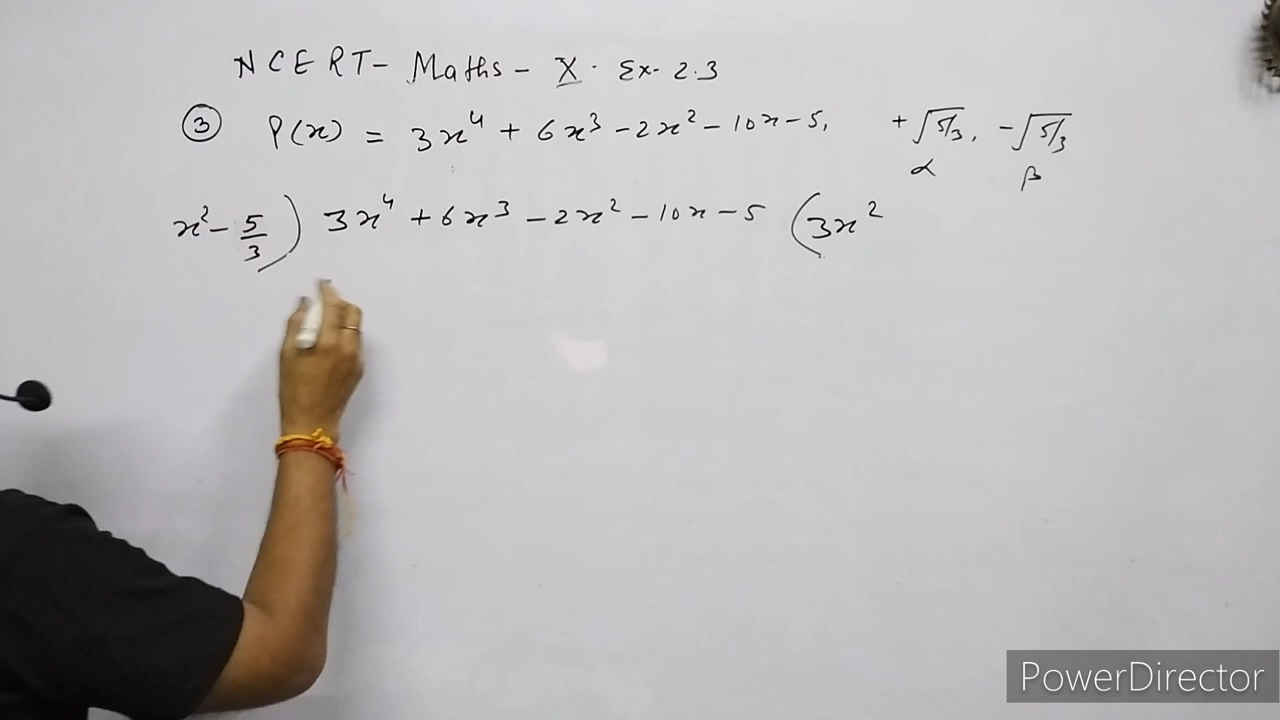 NCERT- Maths - X. Ex. 2.3
③ P(x) = 3x⁴ + 6x³ - 2x² - 10x - 5, +√5/3, -√5/3
α β
x² - 5/3 ) 3x⁴ + 6x³ - 2x² - 10x - 5 ( 3x²
PowerDirector